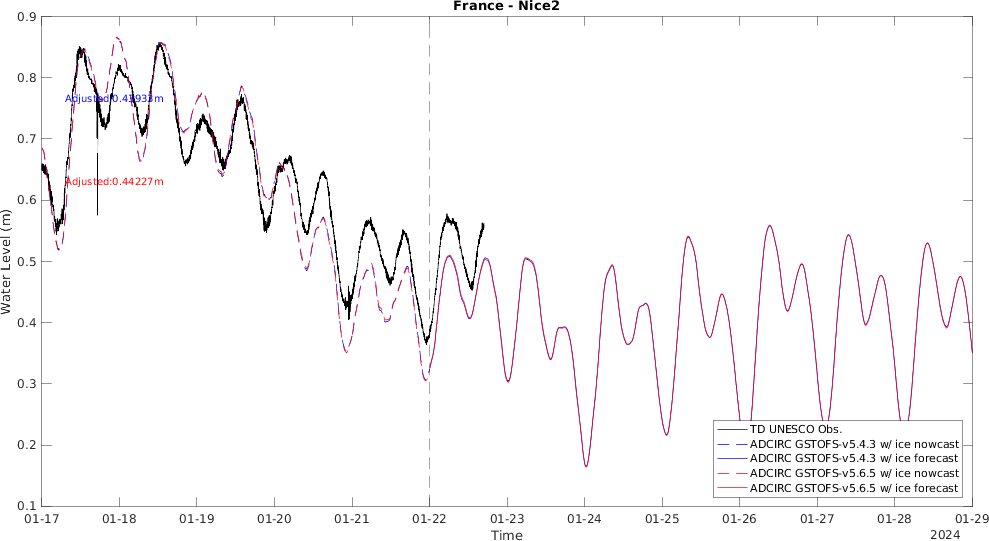 France - Nice2
Water Level (m)
0.9
0.8
0.7
0.6
0.5
0.4
0.3
0.2
0.1
Adjusted:0.43933m
Adjusted:0.44227m
TD UNESCO Obs.
ADCIRC GSTOFS-v5.4.3 w/ ice nowcast
ADCIRC GSTOFS-v5.4.3 w/ ice forecast
ADCIRC GSTOFS-v5.6.5 w/ ice nowcast
ADCIRC GSTOFS-v5.6.5 w/ ice forecast
01-17 01-18 01-19 01-20 01-21 01-22 01-23 01-24 01-25 01-26 01-27 01-28 01-29
Time
2024